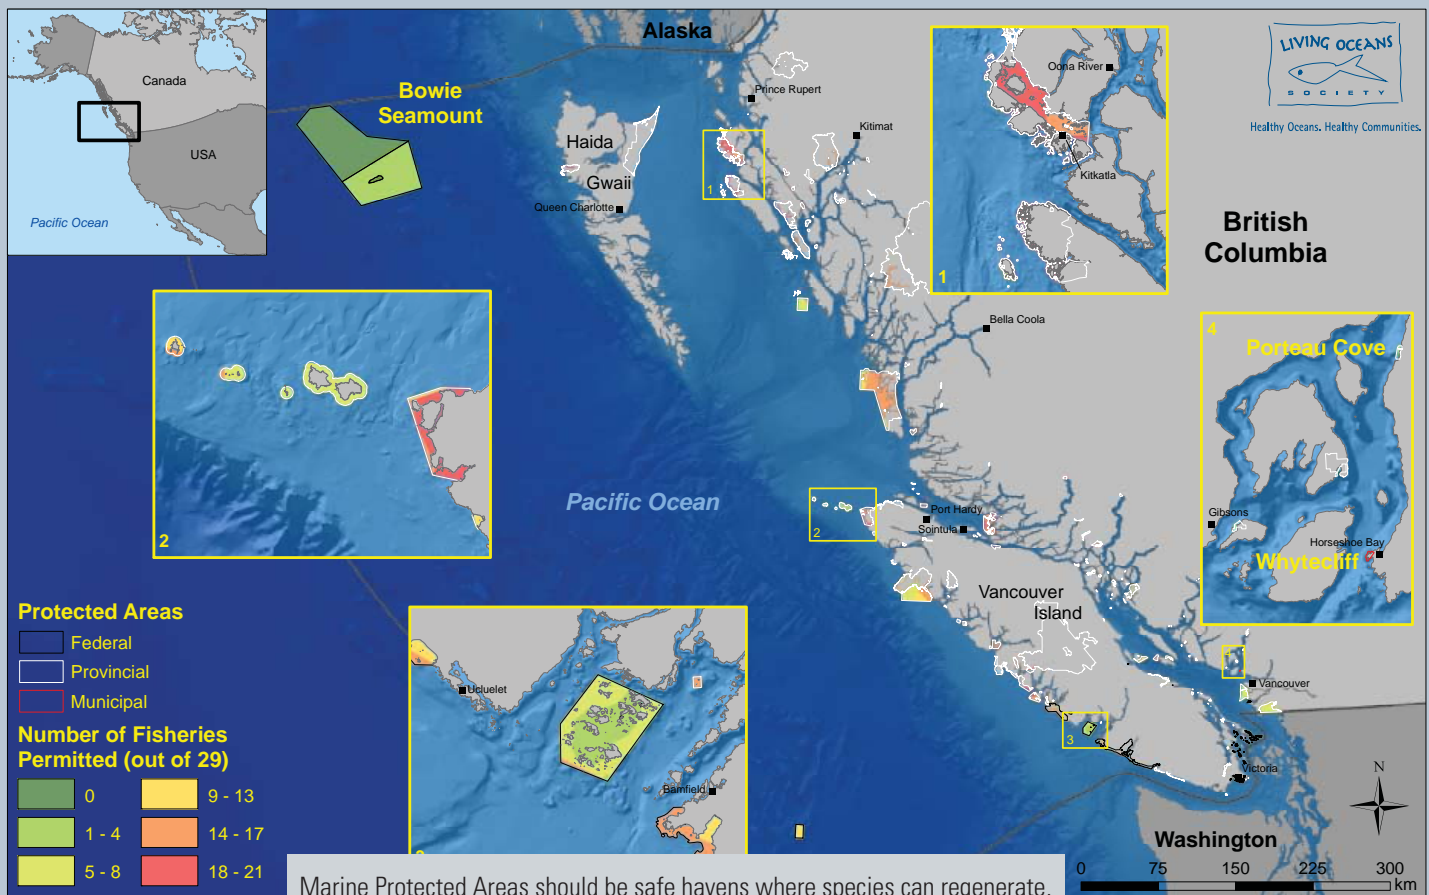 Canada
USA
Pacific Ocean
Bowie
Seamount
Alaska
Prince Rupert
Haida
Gwaii
Queen Charlotte
Kitimat
1
Oona River
Kitkatla
1
LIVING OCEANS
SOCIETY
Healthy Oceans. Healthy Communities.
British
Columbia
Bella Coola
4
Porteau Cove
Gibsons
Horseshoe Bay
Whytecliff
2
Pacific Ocean
2
Port Hardy
Sointula
Vancouver
Island
4
Vancouver
3
Victoria
Ucluelet
Bamfield
Protected Areas
Federal
Provincial
Municipal
Number of Fisheries
Permitted (out of 29)
0
1 - 4
5 - 8
9 - 13
14 - 17
18 - 21
N
Washington
0 75 150 225 300
km
Marine Protected Areas should be safe havens where species can regenerate.